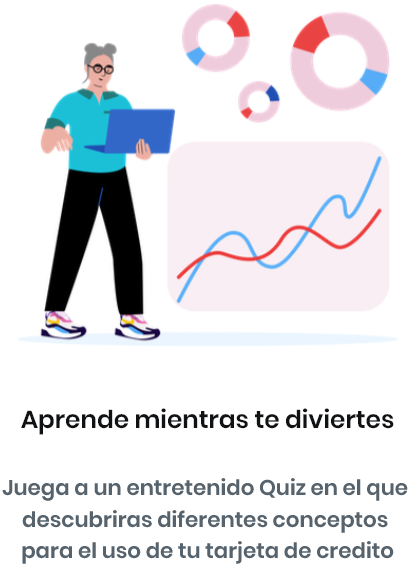 Aprende mientras te diviertes
Juega a un entretenido Quiz en el que
descubriras diferentes conceptos
para el uso de tu tarjeta de credito